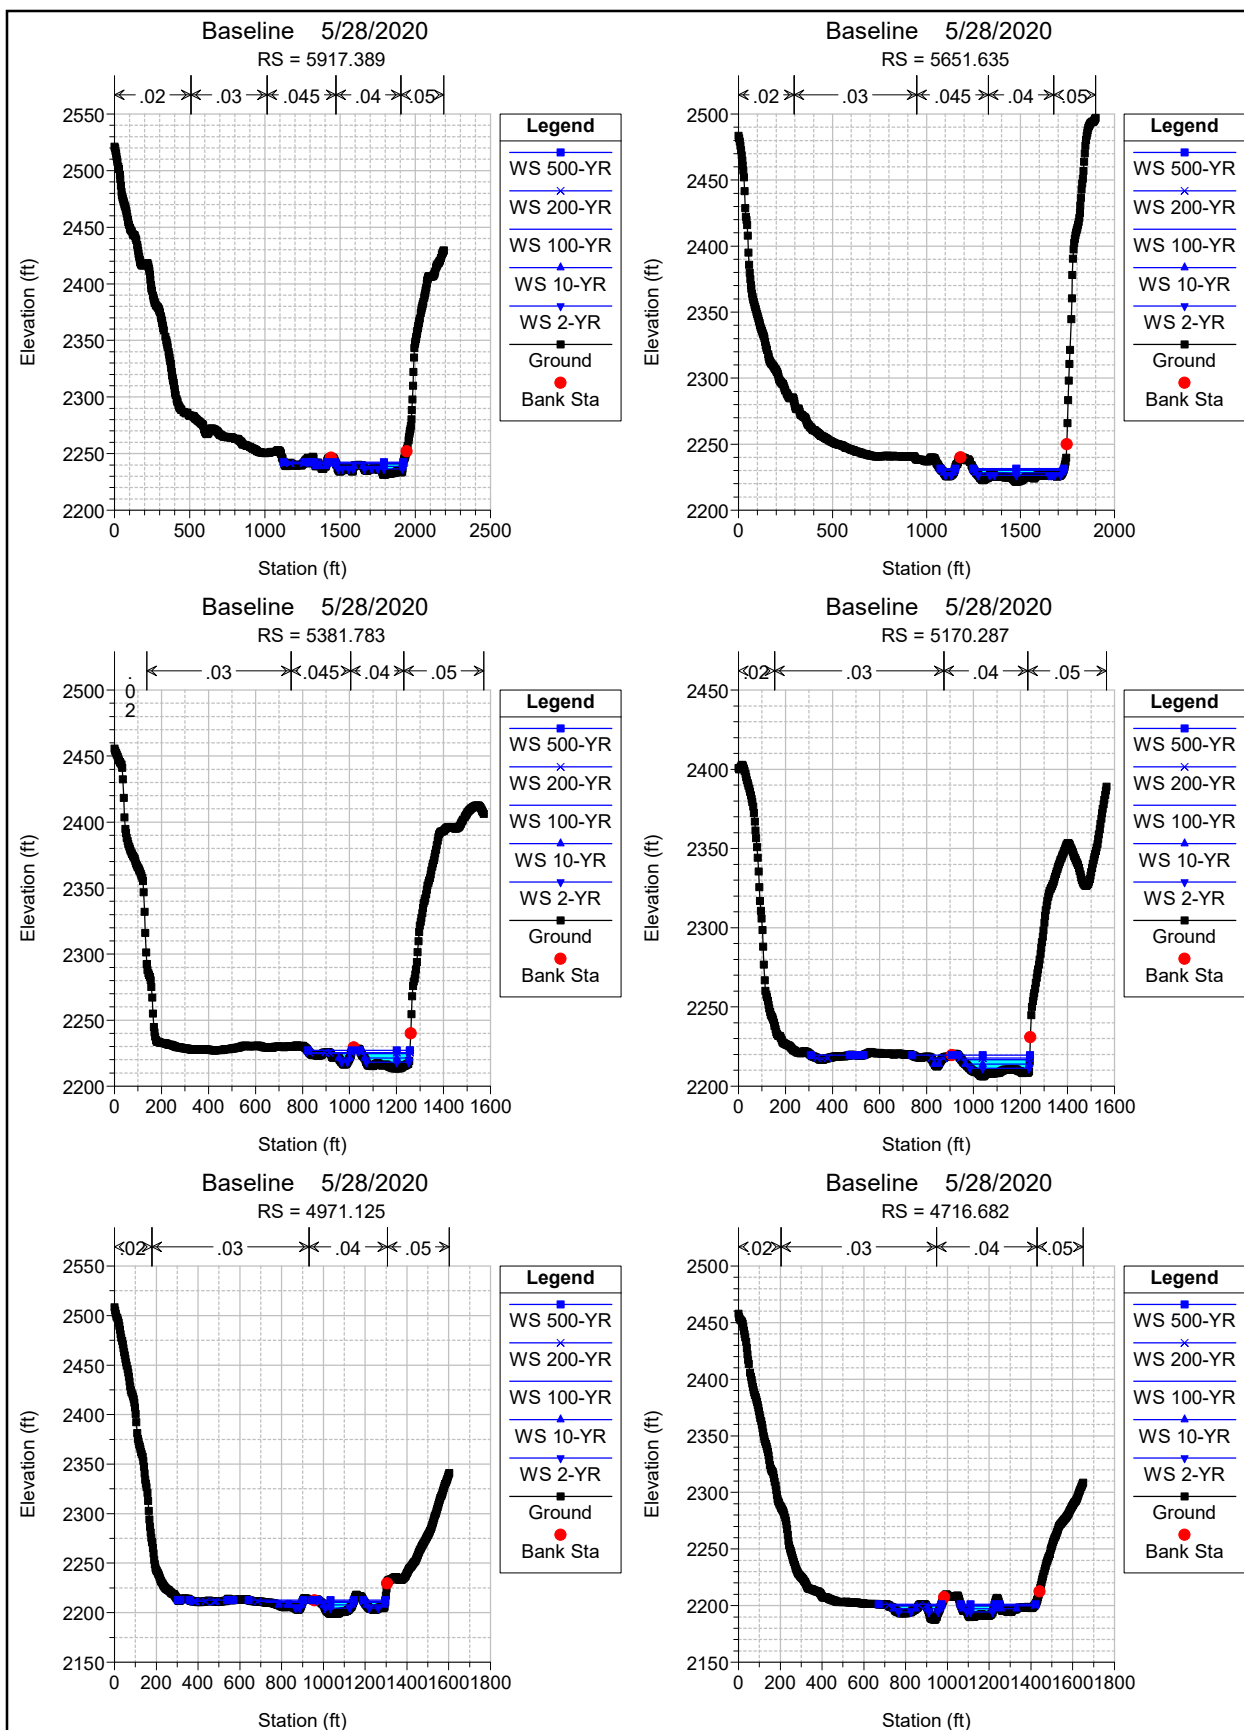 Baseline 5/28/2020
RS = 5917.389
.02 .03 .045 .04 .05
2550
2500
2450
2400
2350
2300
2250
2200
0 500 1000 1500 2000 2500
Elevation (ft)
Station (ft)
Legend
WS 500-YR
WS 200-YR
WS 100-YR
WS 10-YR
WS 2-YR
Ground
Bank Sta
Baseline 5/28/2020
RS = 5651.635
.02 .03 .045 .04 .05
2500
2450
2400
2350
2300
2250
2200
0 500 1000 1500 2000
Elevation (ft)
Station (ft)
Legend
WS 500-YR
WS 200-YR
WS 100-YR
WS 10-YR
WS 2-YR
Ground
Bank Sta
Baseline 5/28/2020
RS = 5381.783
.02 .03 .045 .04 .05
2500
2450
2400
2350
2300
2250
2200
0 200 400 600 800 1000 1200 1400 1600
Elevation (ft)
Station (ft)
Legend
WS 500-YR
WS 200-YR
WS 100-YR
WS 10-YR
WS 2-YR
Ground
Bank Sta
Baseline 5/28/2020
RS = 5170.287
.02 .03 .04 .05
2450
2400
2350
2300
2250
2200
0 200 400 600 800 1000 1200 1400 1600
Elevation (ft)
Station (ft)
Legend
WS 500-YR
WS 200-YR
WS 100-YR
WS 10-YR
WS 2-YR
Ground
Bank Sta
Baseline 5/28/2020
RS = 4971.125
.02 .03 .04 .05
2550
2500
2450
2400
2350
2300
2250
2200
2150
0 200 400 600 800 1000 1200 1400 1600 1800
Elevation (ft)
Station (ft)
Legend
WS 500-YR
WS 200-YR
WS 100-YR
WS 10-YR
WS 2-YR
Ground
Bank Sta
Baseline 5/28/2020
RS = 4716.682
.02 .03 .04 .05
2500
2450
2400
2350
2300
2250
2200
2150
0 200 400 600 800 1000 1200 1400 1600 1800
Elevation (ft)
Station (ft)
Legend
WS 500-YR
WS 200-YR
WS 100-YR
WS 10-YR
WS 2-YR
Ground
Bank Sta